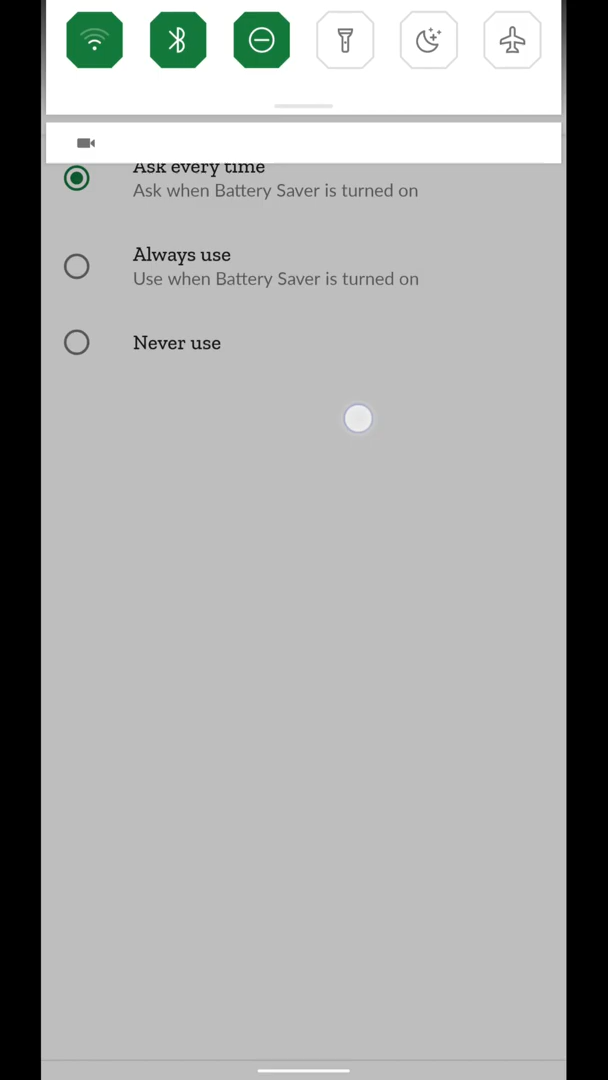 Ask every time
Ask when Battery Saver is turned on
Always use
Use when Battery Saver is turned on
Never use